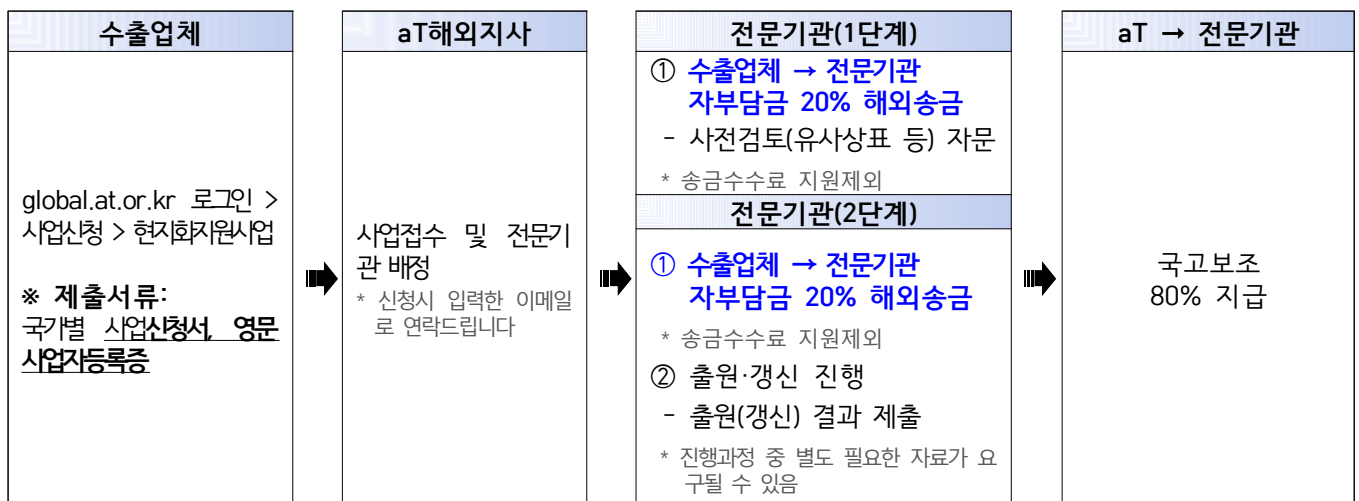 수출업체
global.at.or.kr 로그인 >
사업신청 > 현지화지원사업
※ 제출서류:
국가별 사업신청서, 영문
사업자등록증
aT해외지사
사업접수 및 전문기
관 배정
* 신청시 입력한 이메일
로 연락드립니다
전문기관(1단계)
① 수출업체 → 전문기관
자부담금 20% 해외송금
- 사전검토(유사상표 등) 자문
* 송금수수료 지원제외
전문기관(2단계)
① 수출업체 → 전문기관
자부담금 20% 해외송금
* 송금수수료 지원제외
② 출원·갱신 진행
- 출원(갱신) 결과 제출
* 진행과정 중 별도 필요한 자료가 요
구될 수 있음
aT → 전문기관
국고보조
80% 지급